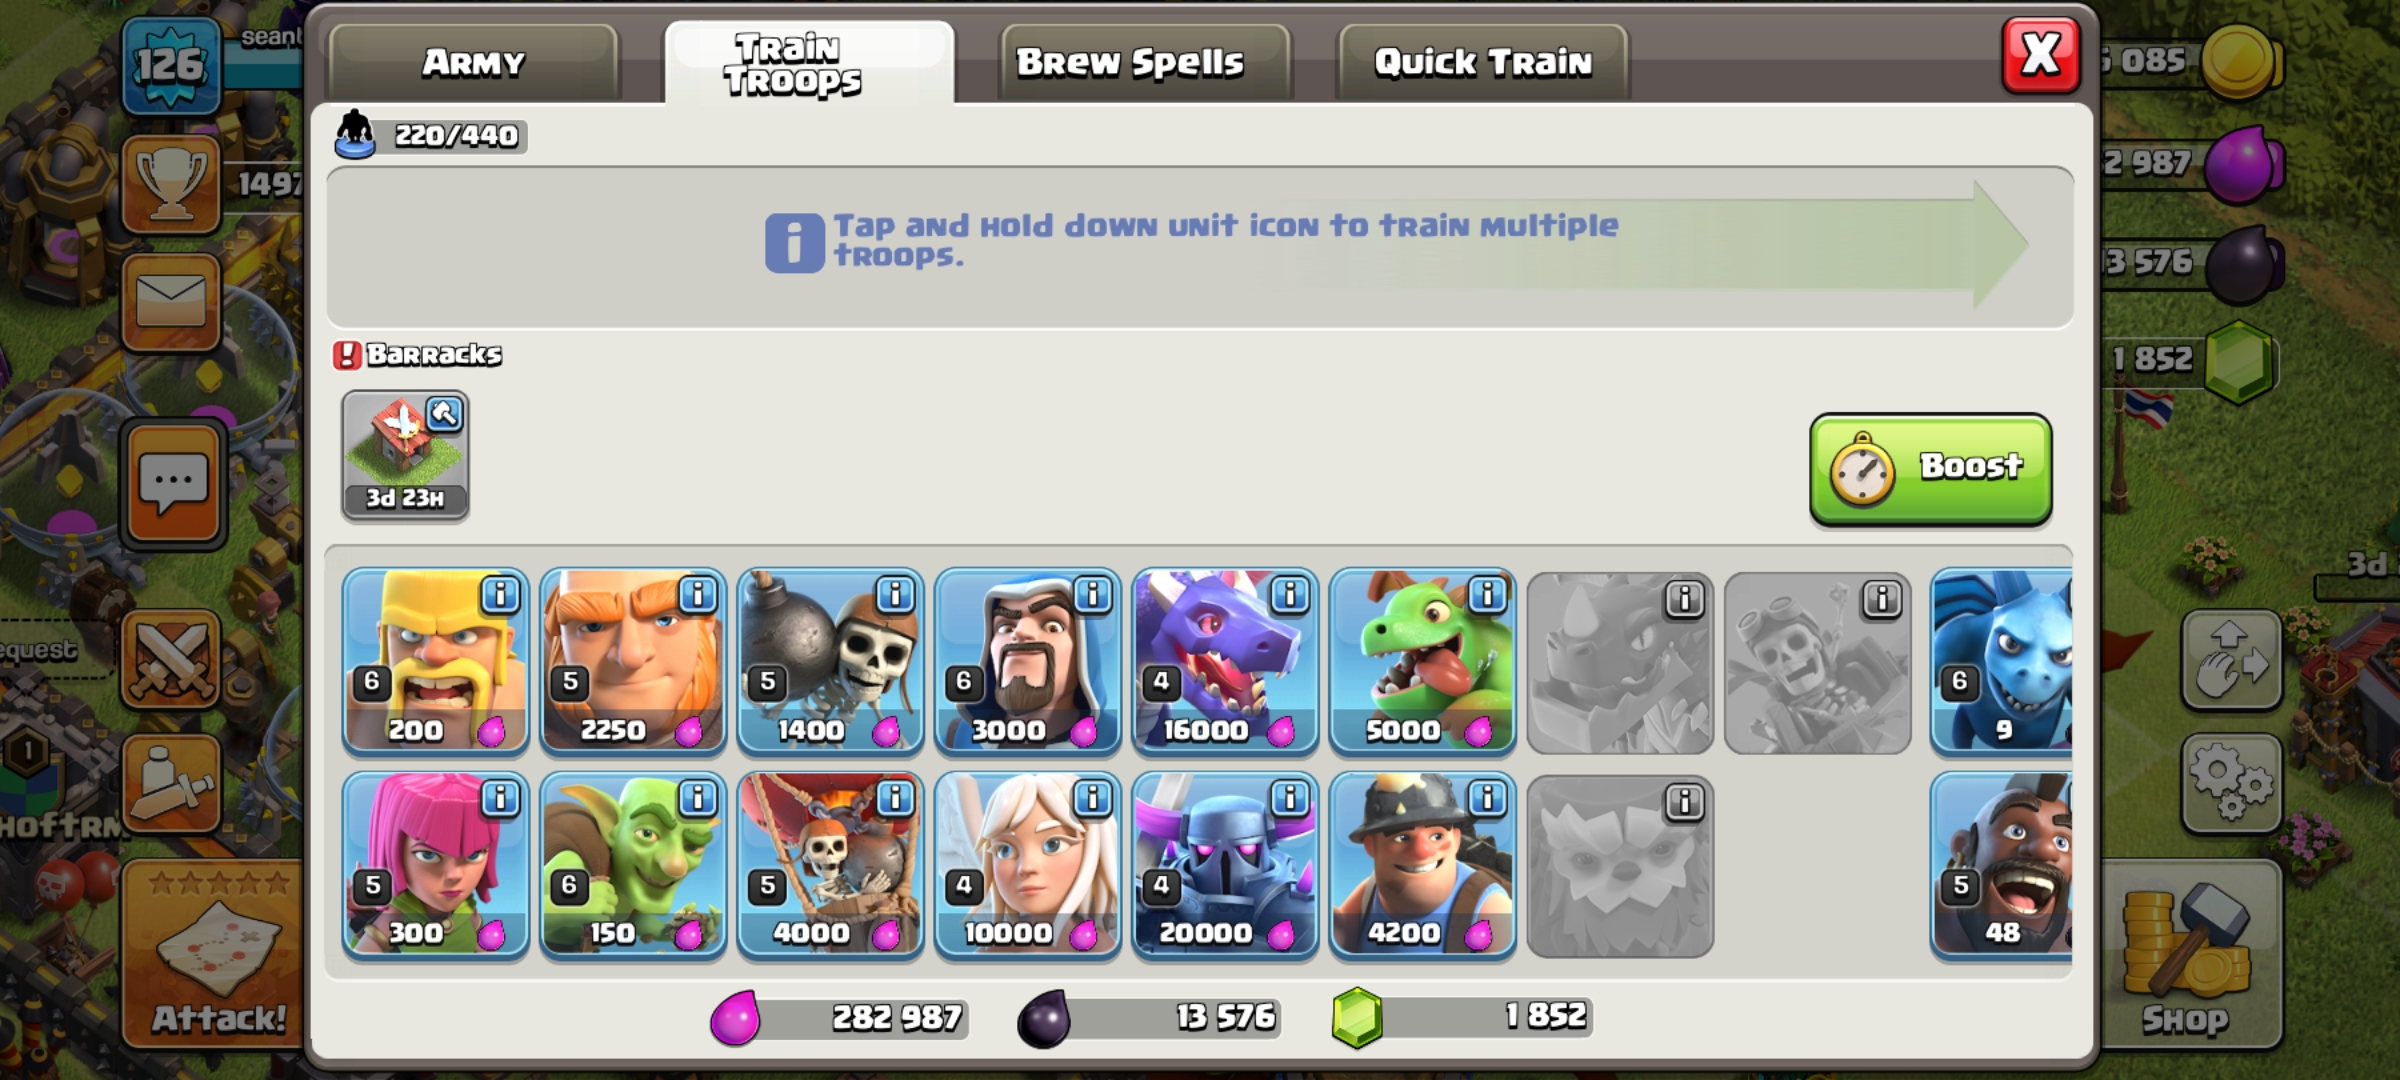 126
Army
Train
Troops
Brew Spells
Quick Train
X
085
1497
220/440
2 987
Tap and hold down unit icon to train multiple
troops.
3 576
! Barracks
1 852
3d 23H
Boost
3d
6
200
5
2250
5
1400
6
3000
4
16000
5000
6
9
5
300
6
150
5
4000
4
10000
4
20000
4200
5
48
1
Attack!
282 987
13 576
1 852
Shop